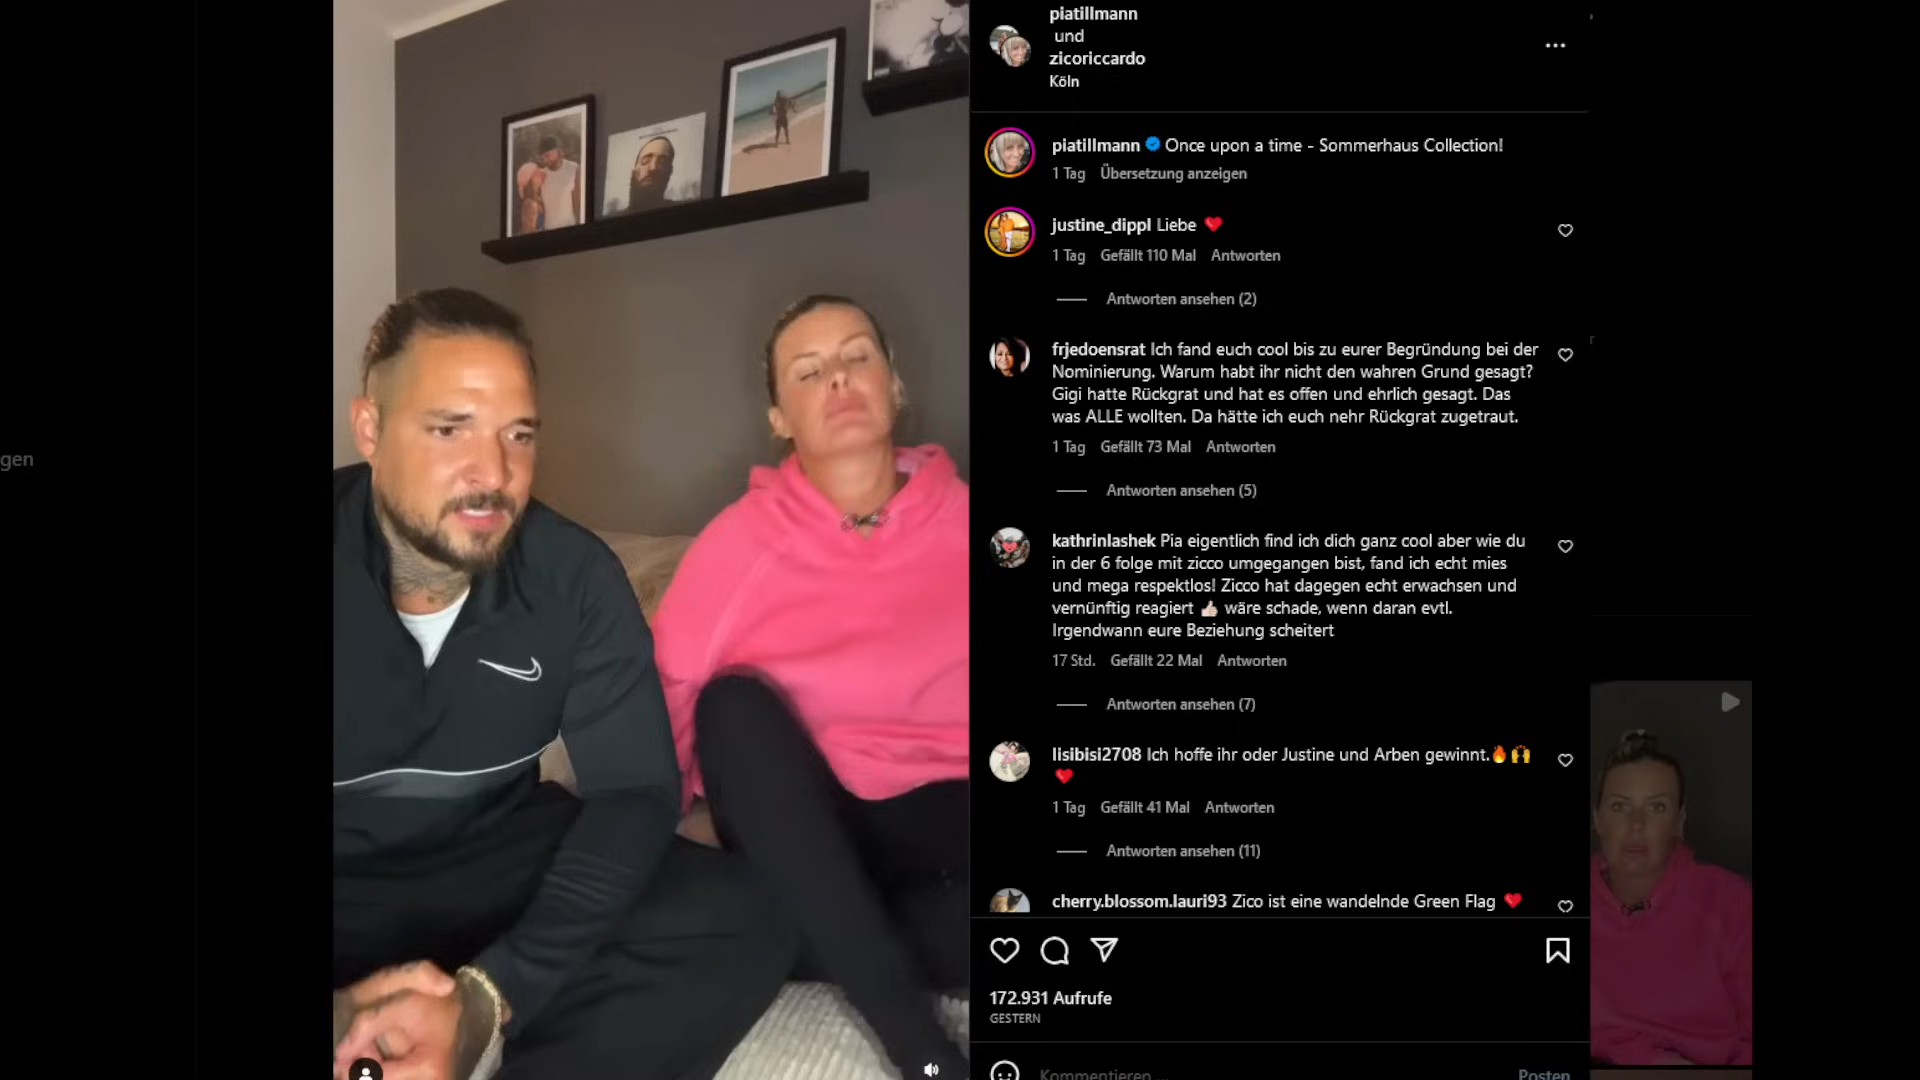 piatillmann
und
zicoriccardo
Köln
piatillmann Once upon a time - Sommerhaus Collection!
1 Tag Übersetzung anzeigen
justine_dippl Liebe ❤️
1 Tag Gefällt 110 Mal Antworten
Antworten ansehen (2)
frjedoensrat Ich fand euch cool bis zu eurer Begründung bei der
Nominierung. Warum habt ihr nicht den wahren Grund gesagt?
Gigi hatte Rückgrat und hat es offen und ehrlich gesagt. Das
was ALLE wollten. Da hätte ich euch nehr Rückgrat zugetraut.
1 Tag Gefällt 73 Mal Antworten
Antworten ansehen (5)
kathrinlashek Pia eigentlich find ich dich ganz cool aber wie du
in der 6 folge mit zicco umgegangen bist, fand ich echt mies
und mega respektlos! Zicco hat dagegen echt erwachsen und
vernünftig reagiert 👍🏻 wäre schade, wenn daran evtl.
Irgendwann eure Beziehung scheitert
17 Std. Gefällt 22 Mal Antworten
Antworten ansehen (7)
lisibisi2708 Ich hoffe ihr oder Justine und Arben gewinnt.🔥🙌
❤️
1 Tag Gefällt 41 Mal Antworten
Antworten ansehen (11)
cherry.blossom.lauri93 Zico ist eine wandelnde Green Flag ❤️
172.931 Aufrufe
GESTERN
Kommentieren ...
Posten
gen